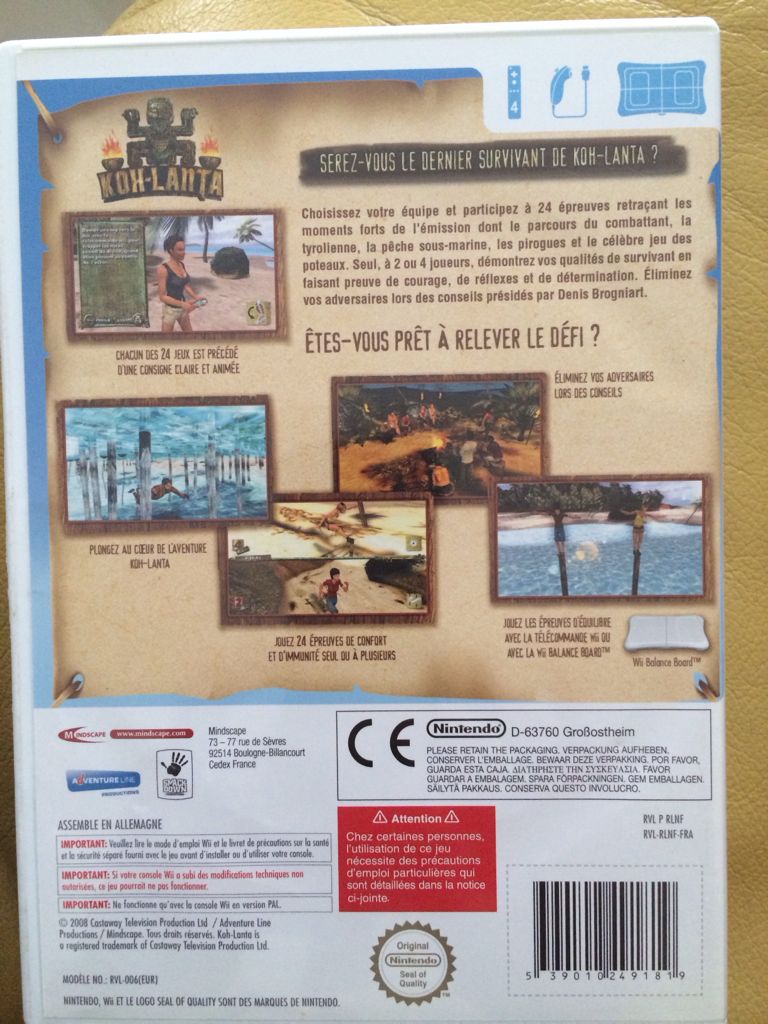 4
KOH-LANTA
SEREZ-VOUS LE DERNIER SURVIVANT DE KOH-LANTA ?
Choisissez votre équipe et participez à 24 épreuves retraçant les
moments forts de l'émission dont le parcours du combattant, la
tyrolienne, la pêche sous-marine, les pirogues et le célèbre jeu des
poteaux. Seul, à 2 ou 4 joueurs, démontrez vos qualités de survivant en
faisant preuve de courage, de réflexes et de détermination. Éliminez
vos adversaires lors des conseils présidés par Denis Brogniart.
ÊTES-VOUS PRÊT À RELEVER LE DÉFI ?
CHACUN DES 24 JEUX EST PRÉCÉDÉ
D'UNE CONSIGNE CLAIRE ET ANIMÉE
ÉLIMINEZ VOS ADVERSAIRES
LORS DES CONSEILS
PLONGEZ AU CŒUR DE L'AVENTURE
KOH-LANTA
JOUEZ 24 ÉPREUVES DE CONFORT
ET D'IMMUNITÉ SEUL OU À PLUSIEURS
JOUEZ LES ÉPREUVES D'ÉQUILIBRE
AVEC LA TÉLÉCOMMANDE Wii OU
AVEC LA Wii BALANCE BOARD™
Wii Balance Board™
MINDSCAPE www.mindscape.com
Mindscape
73 – 77 rue de Sèvres
92514 Boulogne-Billancourt
Cedex France
ADVENTURE LINE
PRODUCTIONS
SMACK
DOWN
CE
Nintendo D-63760 Großostheim
PLEASE RETAIN THE PACKAGING. VERPACKUNG AUFHEBEN.
CONSERVER L'EMBALLAGE. BEWAAR DEZE VERPAKKING. POR FAVOR,
GUARDA ESTA CAJA. ΔΙΑΤΗΡΗΣΤΕ ΤΗΝ ΣΥΣΚΕΥΑΣΙΑ. FAVOR
GUARDAR A EMBALAGEM. SPARA FÖRPACKNINGEN. GEM EMBALLAGEN.
SÄILYTÄ PAKKAUS. CONSERVA QUESTO INVOLUCRO.
ASSEMBLE EN ALLEMAGNE
IMPORTANT: Veuillez lire le mode d'emploi Wii et le livret de précautions sur la santé
et la sécurité séparé fourni avec le jeu avant d'installer ou d'utiliser votre console.
IMPORTANT: Si votre console Wii a subi des modifications techniques non
autorisées, ce jeu pourrait ne pas fonctionner.
IMPORTANT: Ne fonctionne qu'avec la console Wii en version PAL.
© 2008 Castaway Television Production Ltd / Adventure Line
Productions / Mindscape. Tous droits réservés. Koh-Lanta is
a registered trademark of Castaway Television Production Ltd.
MODÈLE NO.: RVL-006(EUR)
NINTENDO, Wii ET LE LOGO SEAL OF QUALITY SONT DES MARQUES DE NINTENDO.
Attention
Chez certaines personnes,
l'utilisation de ce jeu
nécessite des précautions
d'emploi particulières qui
sont détaillées dans la notice
ci-jointe.
Original
Nintendo
Seal of
Quality
TM
RVL P RLNF
RVL-RLNF-FRA
5 390102 491819